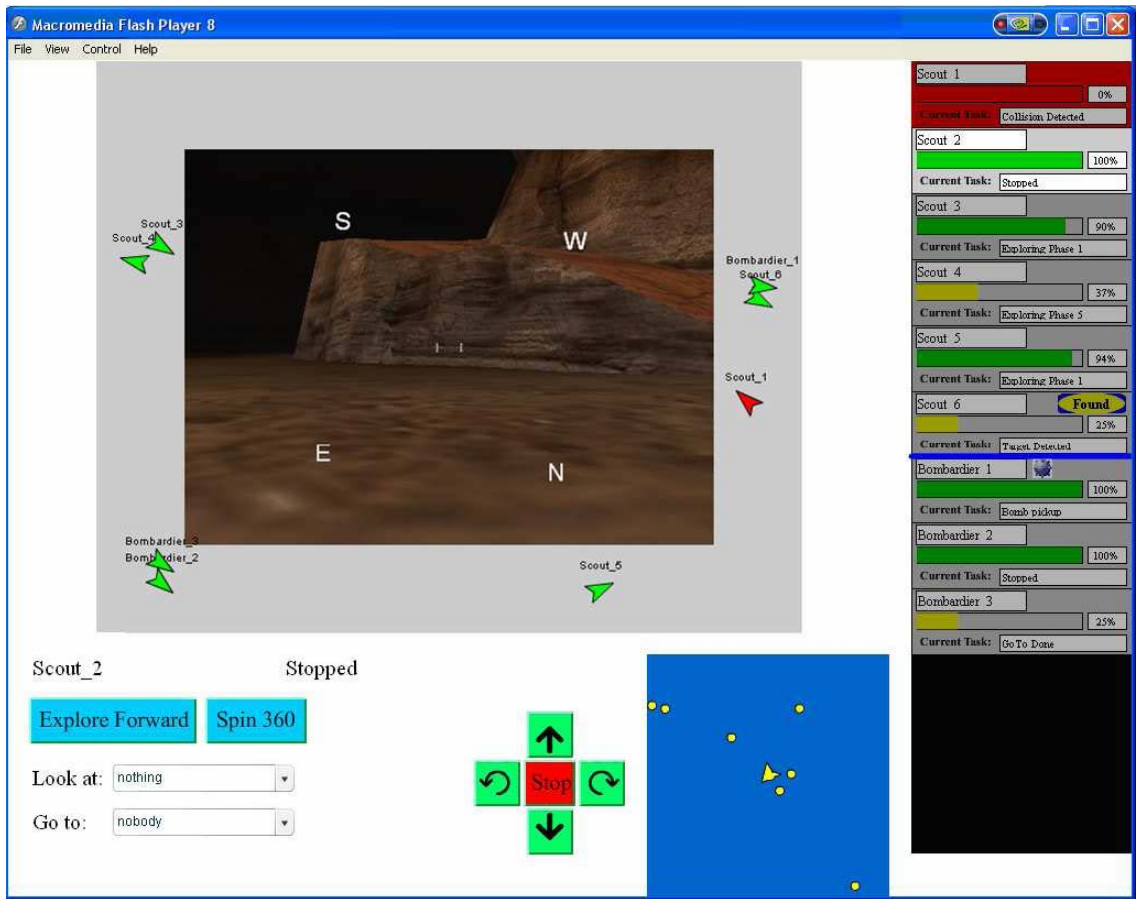 Macromedia Flash Player 8
File View Control Help
S
W
E
N
Scout_3
Scout_4
Bombardier_1
Scout_6
Scout_1
Bombardier_3
Bombardier_2
Scout_5
Scout 1
0%
Current Task: Collision Detected
Scout 2
100%
Current Task: Stopped
Scout 3
90%
Current Task: Exploring Phase 1
Scout 4
37%
Current Task: Exploring Phase 5
Scout 5
94%
Current Task: Exploring Phase 1
Scout 6 Found
25%
Current Task: Target Detected
Bombardier 1
100%
Current Task: Bomb pickup
Bombardier 2
100%
Current Task: Stopped
Bombardier 3
25%
Current Task: GoTo Done
Scout_2 Stopped
Explore Forward Spin 360
Look at: nothing
Go to: nobody
Stop